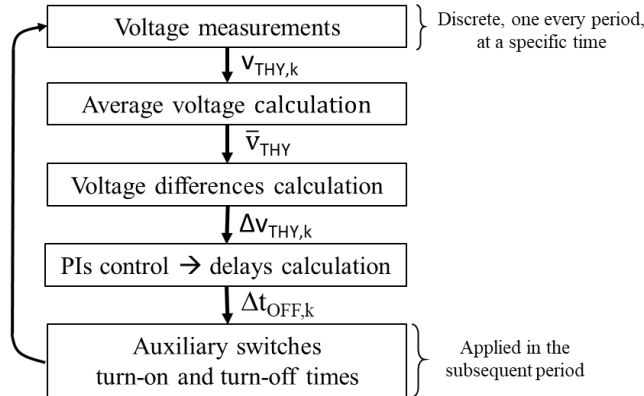 Voltage measurements
Discrete, one every period,
at a specific time
v_THY,k
Average voltage calculation
v̅_THY
Voltage differences calculation
Δv_THY,k
PIs control → delays calculation
Δt_OFF,k
Auxiliary switches
turn-on and turn-off times
Applied in the
subsequent period